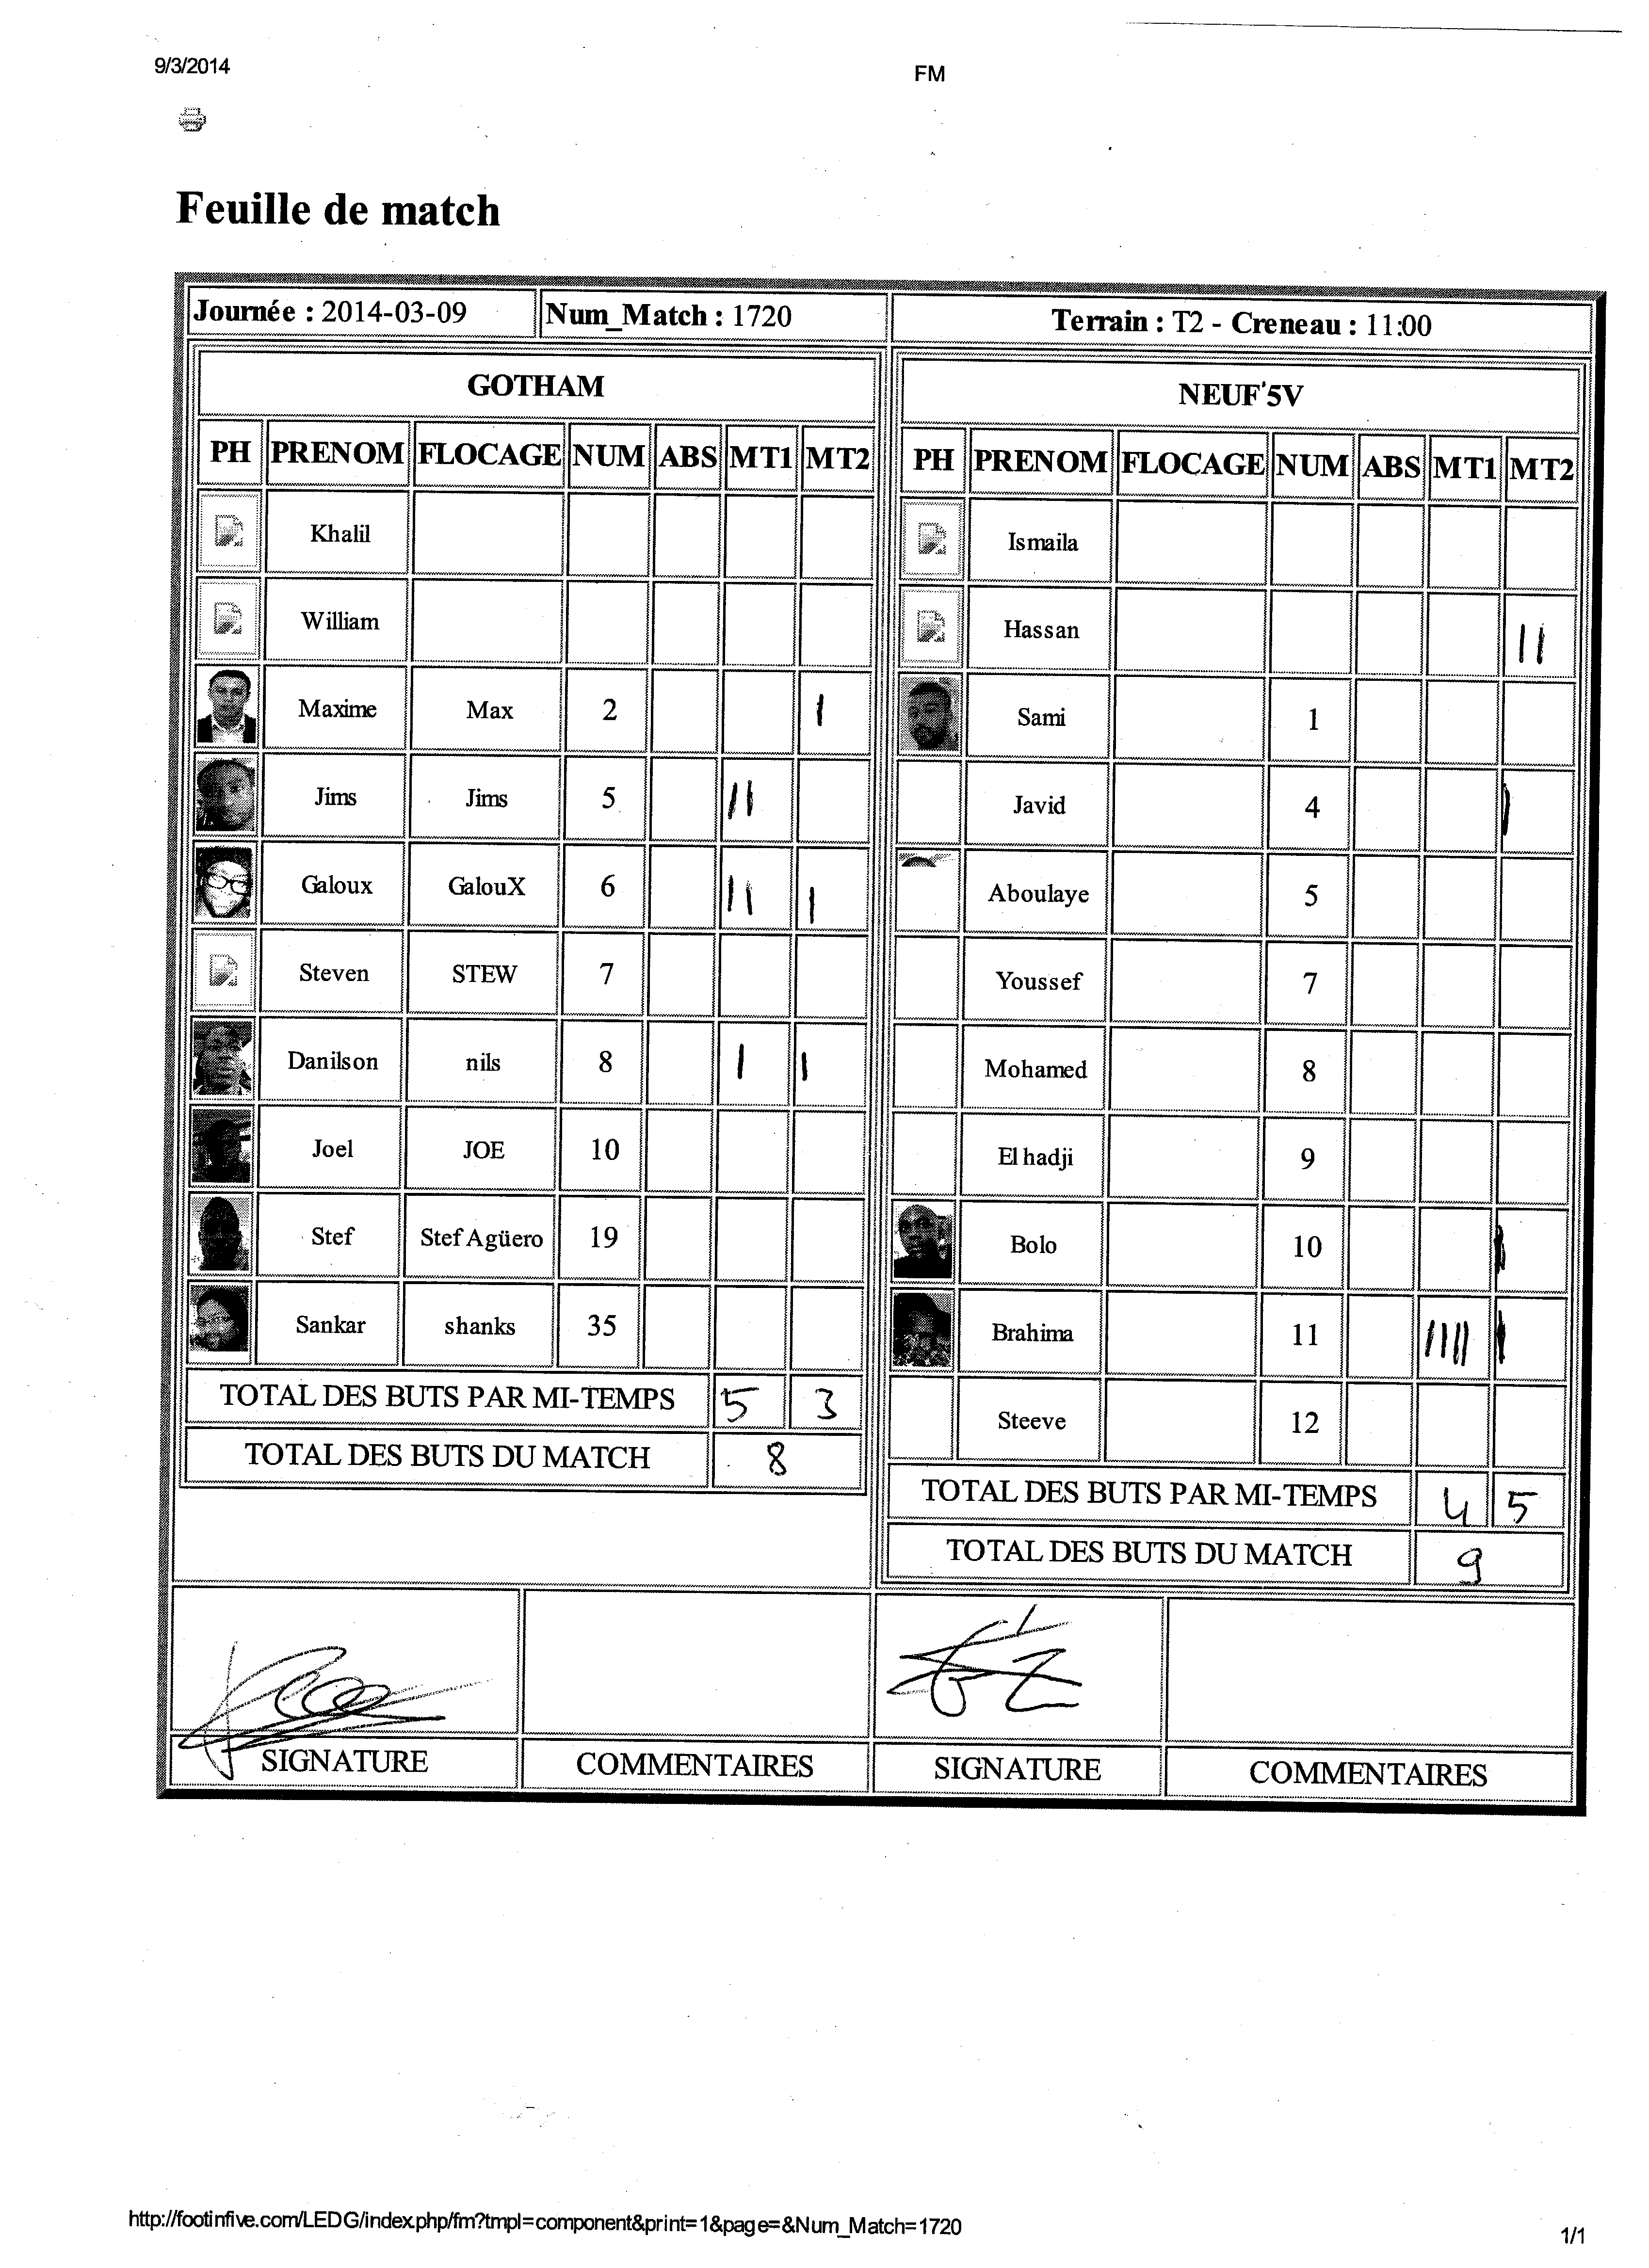 9/3/2014
FM
Feuille de match
Journée : 2014-03-09 Num_Match : 1720 Terrain : T2 - Creneau : 11:00
GOTHAM
PH PRENOM FLOCAGE NUM ABS MT1 MT2
Khalil
William
Maxime Max 2 I
Jims Jims 5 II
Galoux GalouX 6 II I
Steven STEW 7
Danilson nils 8 I I
Joel JOE 10
Stef Stef Agüero 19
Sankar shanks 35
TOTAL DES BUTS PAR MI-TEMPS 5 3
TOTAL DES BUTS DU MATCH 8
NEUF'5V
PH PRENOM FLOCAGE NUM ABS MT1 MT2
Ismaila
Hassan II
Sami 1
Javid 4 I
Aboulaye 5
Youssef 7
Mohamed 8
El hadji 9
Bolo 10 I
Brahima 11 IIII I
Steeve 12
TOTAL DES BUTS PAR MI-TEMPS 4 5
TOTAL DES BUTS DU MATCH 9
SIGNATURE COMMENTAIRES SIGNATURE COMMENTAIRES
http://footinfive.com/LEDG/index.php/fm?tmpl=component&print=1&page=&Num_Match=1720
1/1